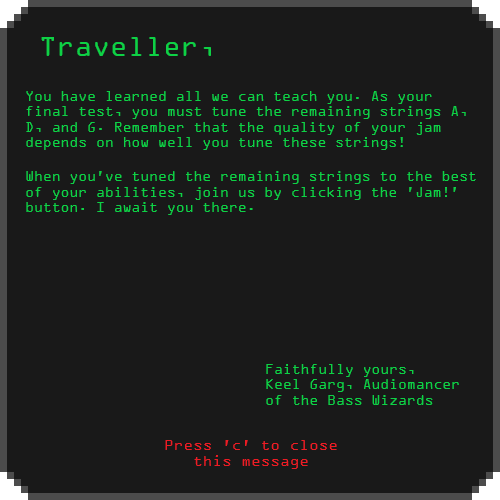 Traveller,
You have learned all we can teach you. As your
final test, you must tune the remaining strings A,
D, and G. Remember that the quality of your jam
depends on how well you tune these strings!
When you've tuned the remaining strings to the best
of your abilities, join us by clicking the 'Jam!'
button. I await you there.
Faithfully yours,
Keel Garg, Audiomancer
of the Bass Wizards
Press 'c' to close
this message